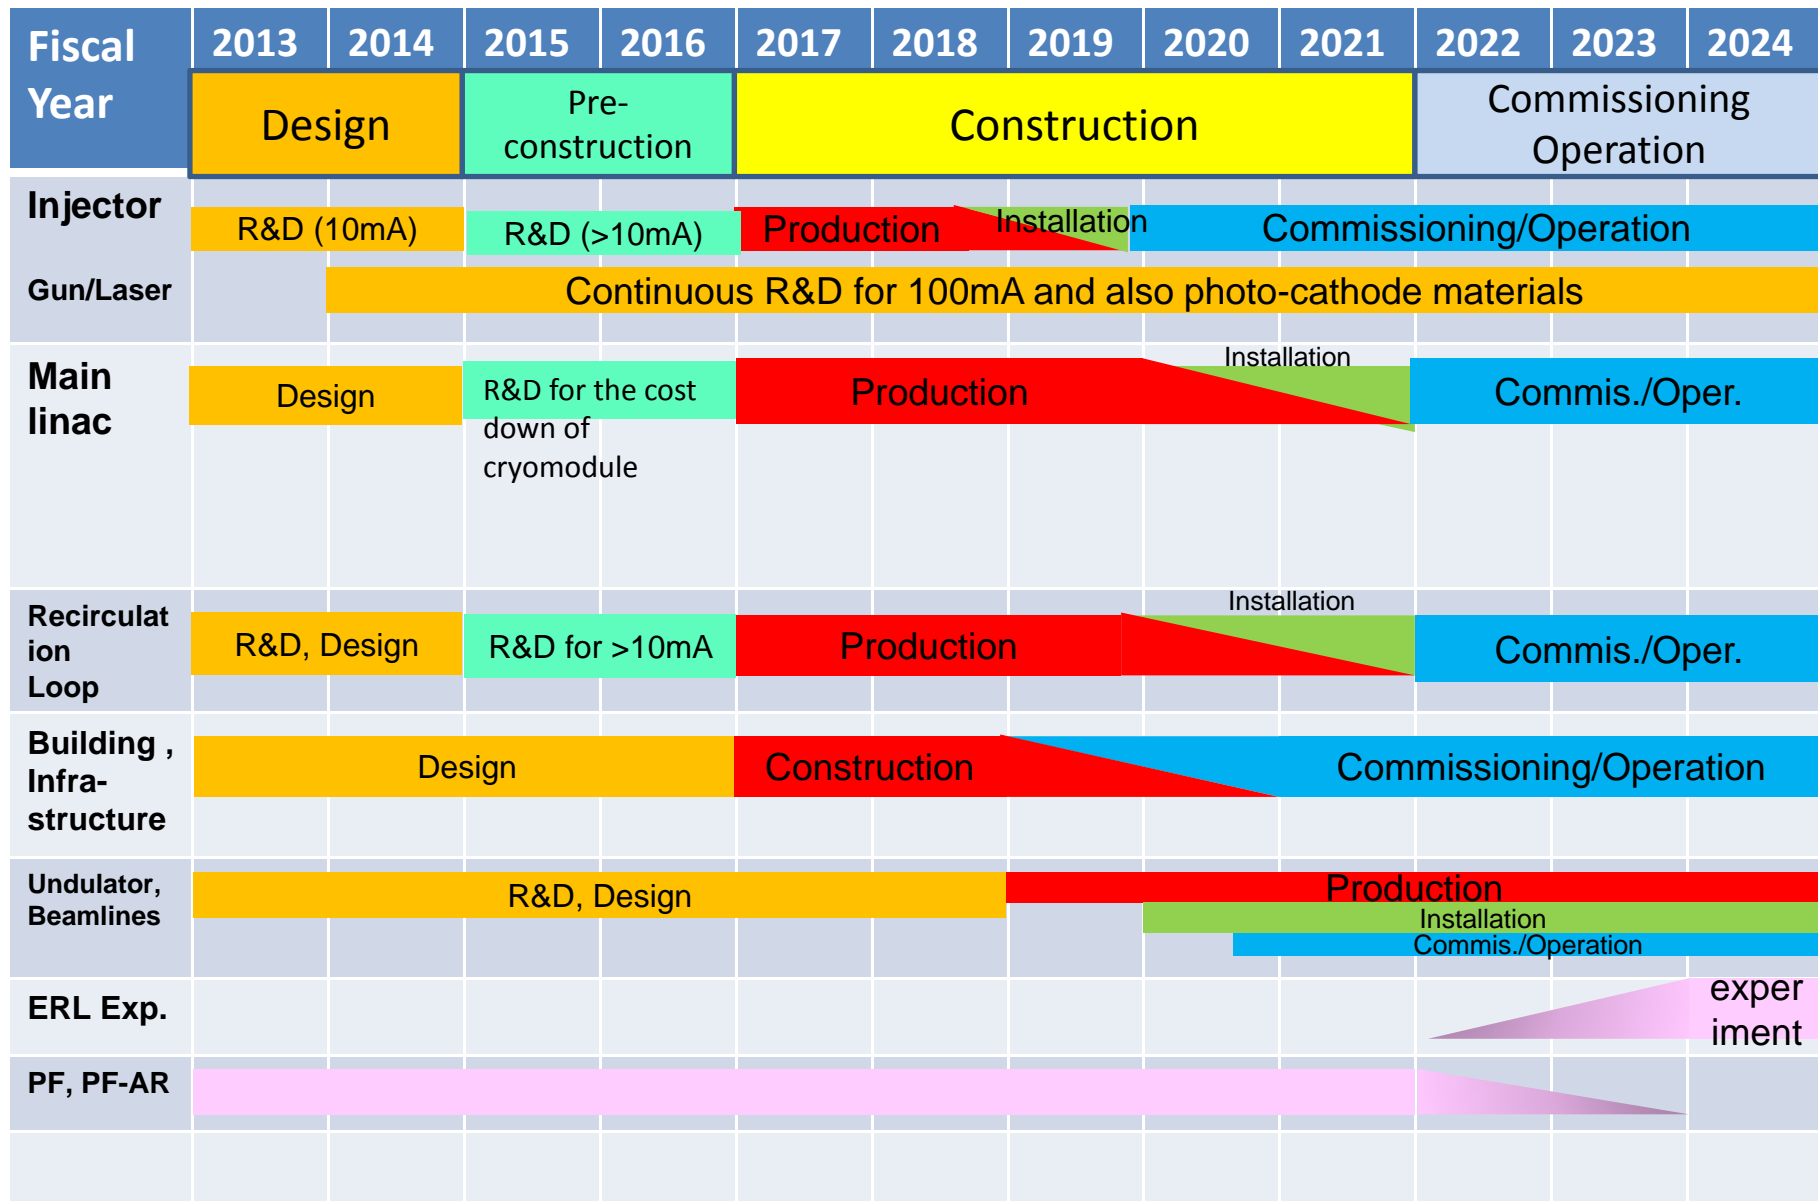 Fiscal
Year
2013 2014 2015 2016 2017 2018 2019 2020 2021 2022 2023 2024
Design
Pre-
construction
Construction
Commissioning
Operation
Injector
R&D (10mA)
R&D (>10mA)
Production
Installation
Commissioning/Operation
Gun/Laser
Continuous R&D for 100mA and also photo-cathode materials
Main
linac
Design
R&D for the cost
down of
cryomodule
Production
Installation
Commis./Oper.
Recirculat
ion
Loop
R&D, Design
R&D for >10mA
Production
Installation
Commis./Oper.
Building ,
Infra-
structure
Design
Construction
Commissioning/Operation
Undulator,
Beamlines
R&D, Design
Production
Installation
Commis./Operation
ERL Exp.
exper
iment
PF, PF-AR